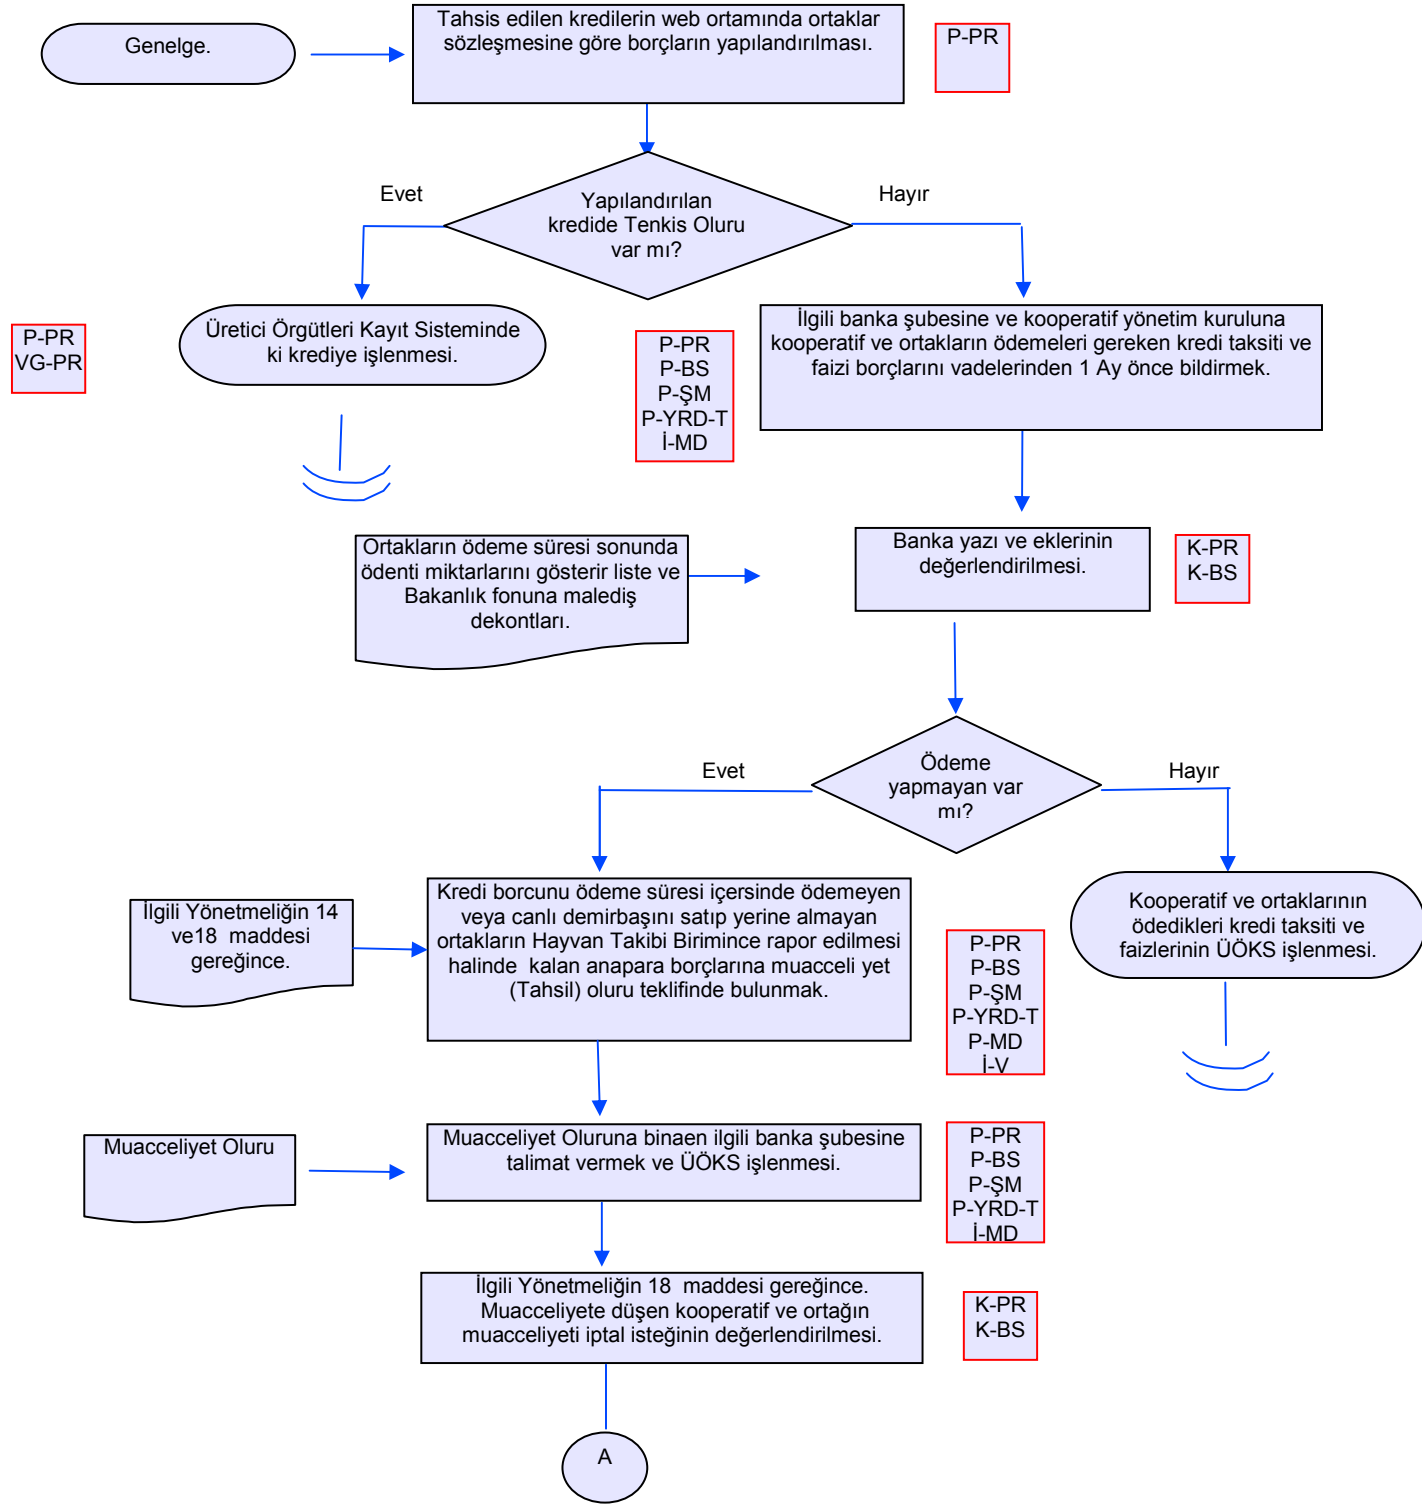 Genelge.
Tahsis edilen kredilerin web ortamında ortaklar
sözleşmesine göre borçların yapılandırılması.
P-PR
Evet
Yapılandırılan
kredide Tenkis Oluru
var mı?
Hayır
P-PR
VG-PR
Üretici Örgütleri Kayıt Sisteminde
ki krediye işlenmesi.
P-PR
P-BS
P-ŞM
P-YRD-T
İ-MD
İlgili banka şubesine ve kooperatif yönetim kuruluna
kooperatif ve ortakların ödemeleri gereken kredi taksiti ve
faizi borçlarını vadelerinden 1 Ay önce bildirmek.
Ortakların ödeme süresi sonunda
ödenti miktarlarını gösterir liste ve
Bakanlık fonuna malediş
dekontları.
Banka yazı ve eklerinin
değerlendirilmesi.
K-PR
K-BS
Evet
Ödeme
yapmayan var
mı?
Hayır
İlgili Yönetmeliğin 14
ve18 maddesi
gereğince.
Kredi borcunu ödeme süresi içersinde ödemeyen
veya canlı demirbaşını satıp yerine almayan
ortakların Hayvan Takibi Birimince rapor edilmesi
halinde kalan anapara borçlarına muacceli yet
(Tahsil) oluru teklifinde bulunmak.
P-PR
P-BS
P-ŞM
P-YRD-T
P-MD
İ-V
Kooperatif ve ortaklarının
ödedikleri kredi taksiti ve
faizlerinin ÜÖKS işlenmesi.
Muacceliyet Oluru
Muacceliyet Oluruna binaen ilgili banka şubesine
talimat vermek ve ÜÖKS işlenmesi.
P-PR
P-BS
P-ŞM
P-YRD-T
İ-MD
İlgili Yönetmeliğin 18 maddesi gereğince.
Muacceliyete düşen kooperatif ve ortağın
muacceliyeti iptal isteğinin değerlendirilmesi.
K-PR
K-BS
A